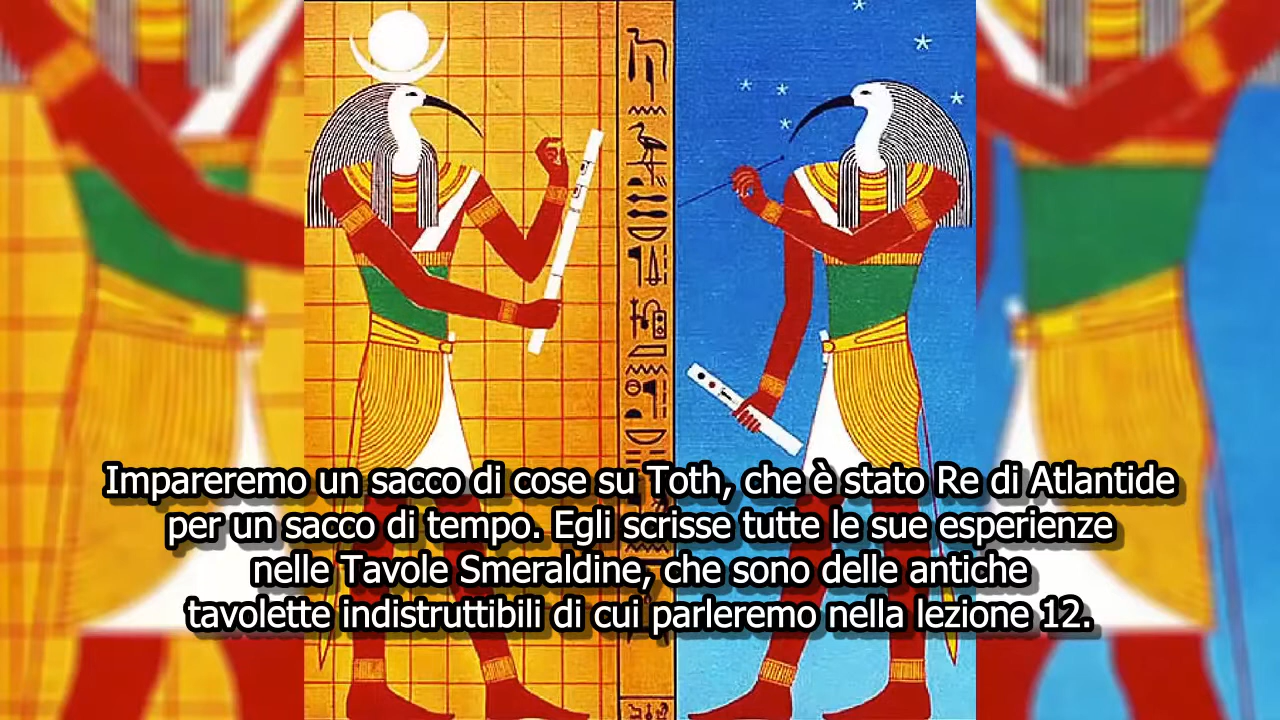 Impareremo un sacco di cose su Toth, che è stato Re di Atlantide
per un sacco di tempo. Egli scrisse tutte le sue esperienze
nelle Tavole Smeraldine, che sono delle antiche
tavolette indistruttibili di cui parleremo nella lezione 12.